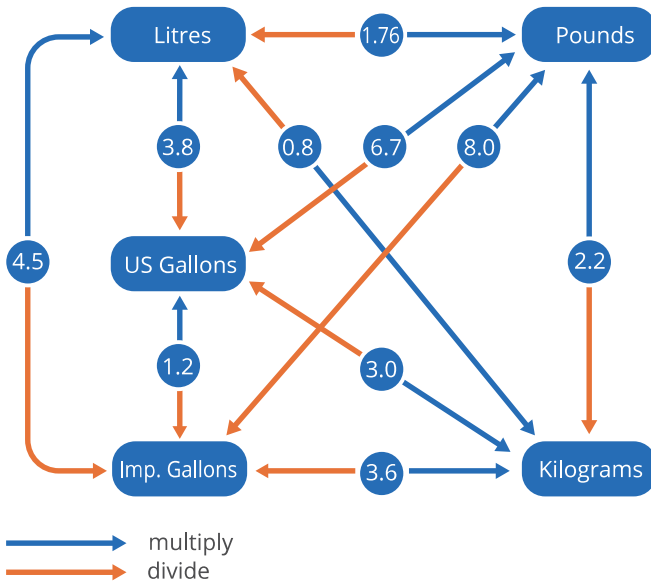 Litres
1.76
Pounds
3.8
0.8
6.7
8.0
4.5
US Gallons
2.2
1.2
3.0
Imp. Gallons
3.6
Kilograms
multiply
divide